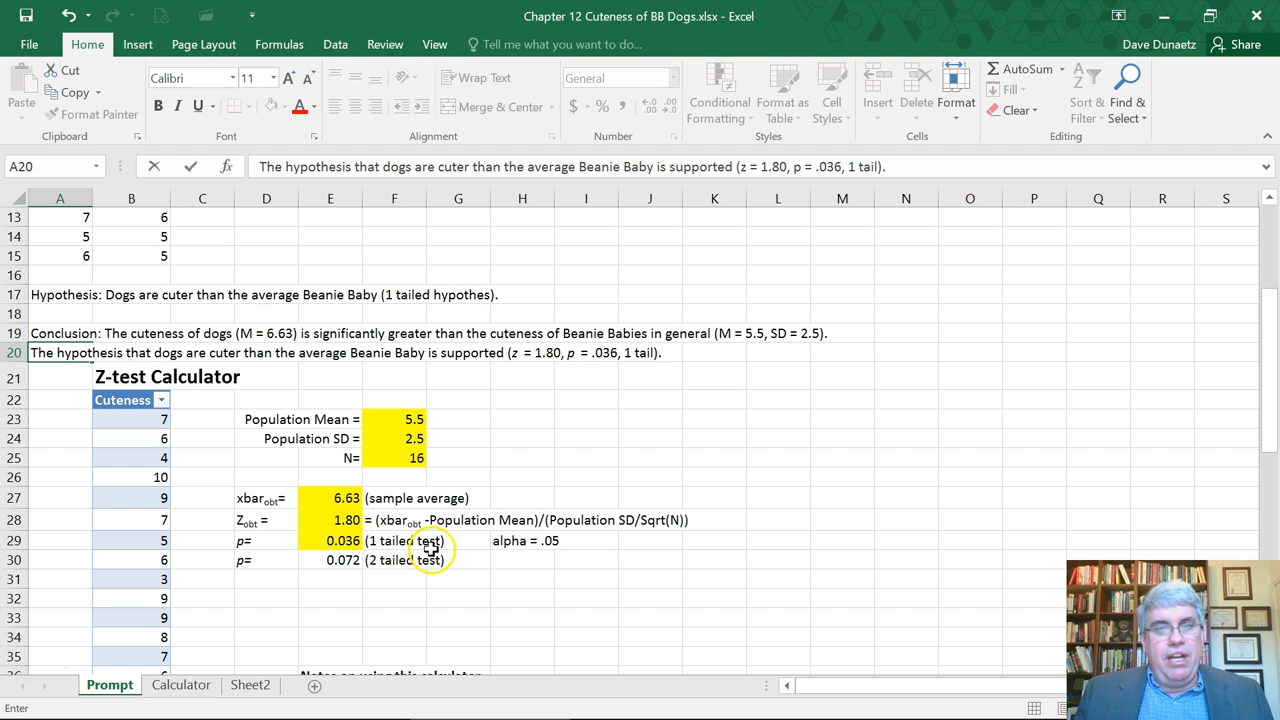 Chapter 12 Cuteness of BB Dogs.xlsx - Excel
File Home Insert Page Layout Formulas Data Review View Tell me what you want to do... Dave Dunaetz Share
Paste Cut Copy Format Painter
Calibri 11 Wrap Text General
B I U A Merge & Center $ %
Conditional Formatting Format as Table Cell Styles
Insert Delete Format
AutoSum Fill Clear Sort & Filter Find & Select
Clipboard Font Alignment Number Styles Cells Editing
A20 fx The hypothesis that dogs are cuter than the average Beanie Baby is supported (z = 1.80, p = .036, 1 tail).
A B C D E F G H I J K L M N O P Q R S
13 7 6
14 5 5
15 6 5
16
17 Hypothesis: Dogs are cuter than the average Beanie Baby (1 tailed hypothes).
18
19 Conclusion: The cuteness of dogs (M = 6.63) is significantly greater than the cuteness of Beanie Babies in general (M = 5.5, SD = 2.5).
20 The hypothesis that dogs are cuter than the average Beanie Baby is supported (z = 1.80, p = .036, 1 tail).
21 Z-test Calculator
22 Cuteness
23 7 Population Mean = 5.5
24 6 Population SD = 2.5
25 4 N= 16
26 10
27 9 xbarobt= 6.63 (sample average)
28 7 Zobt = 1.80 = (xbarobt -Population Mean)/(Population SD/Sqrt(N))
29 5 p= 0.036 (1 tailed test) alpha = .05
30 6 p= 0.072 (2 tailed test)
31 3
32 9
33 9
34 8
35 7
Notes on using this calculator
Prompt Calculator Sheet2
Enter